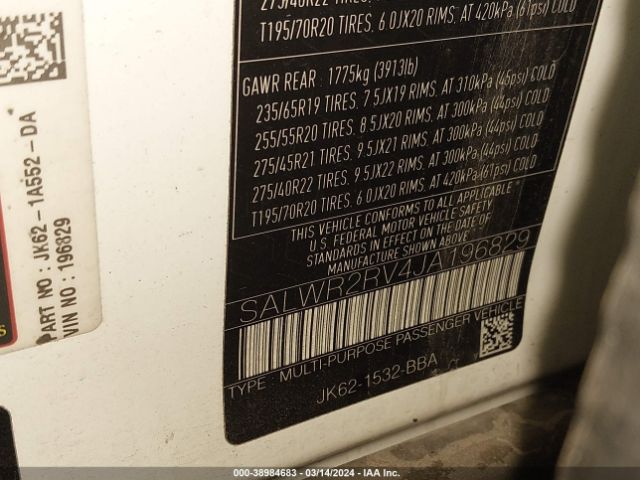 275/40R22 TIRES,
T195/70R20 TIRES, 6.0JX20 RIMS, AT 420kPa (61psi) COLD
GAWR REAR : 1775kg (3913lb)
235/65R19 TIRES, 7.5JX19 RIMS, AT 310kPa (45psi) COLD
255/55R20 TIRES, 8.5JX20 RIMS, AT 300kPa (44psi) COLD
275/45R21 TIRES, 9.5JX21 RIMS, AT 300kPa (44psi) COLD
275/40R22 TIRES, 9.5JX22 RIMS, AT 300kPa (44psi) COLD
T195/70R20 TIRES, 6.0JX20 RIMS, AT 420kPa (61psi) COLD
THIS VEHICLE CONFORMS TO ALL APPLICABLE
U.S. FEDERAL MOTOR VEHICLE SAFETY
STANDARDS IN EFFECT ON THE DATE OF
MANUFACTURE SHOWN ABOVE.
SALWR2RV4JA196829
TYPE : MULTI-PURPOSE PASSENGER VEHICLE
JK62-1532-BBA
PART NO : JK62-1A552-DA
VIN NO : 196829
000-38984683 - 03/14/2024 - IAA Inc.